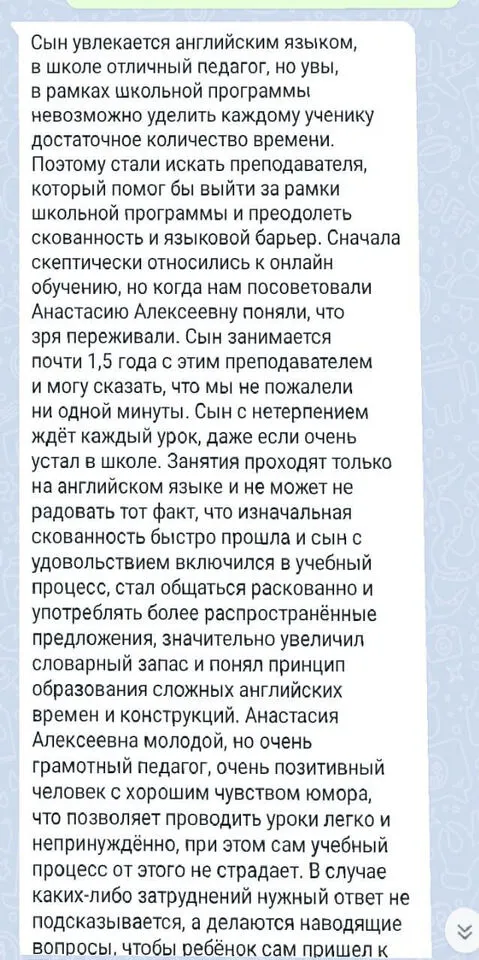 Сын увлекается английским языком,
в школе отличный педагог, но увы,
в рамках школьной программы
невозможно уделить каждому ученику
достаточное количество времени.
Поэтому стали искать преподавателя,
который помог бы выйти за рамки
школьной программы и преодолеть
скованность и языковой барьер. Сначала
скептически относились к онлайн
обучению, но когда нам посоветовали
Анастасию Алексеевну поняли, что
зря переживали. Сын занимается
почти 1,5 года с этим преподавателем
и могу сказать, что мы не пожалели
ни одной минуты. Сын с нетерпением
ждёт каждый урок, даже если очень
устал в школе. Занятия проходят только
на английском языке и не может не
радовать тот факт, что изначальная
скованность быстро прошла и сын с
удовольствием включился в учебный
процесс, стал общаться раскованно и
употреблять более распространённые
предложения, значительно увеличил
словарный запас и понял принцип
образования сложных английских
времен и конструкций. Анастасия
Алексеевна молодой, но очень
грамотный педагог, очень позитивный
человек с хорошим чувством юмора,
что позволяет проводить уроки легко и
непринуждённо, при этом сам учебный
процесс от этого не страдает. В случае
каких-либо затруднений нужный ответ не
подсказывается, а делаются наводящие
вопросы, чтобы ребёнок сам пришел к